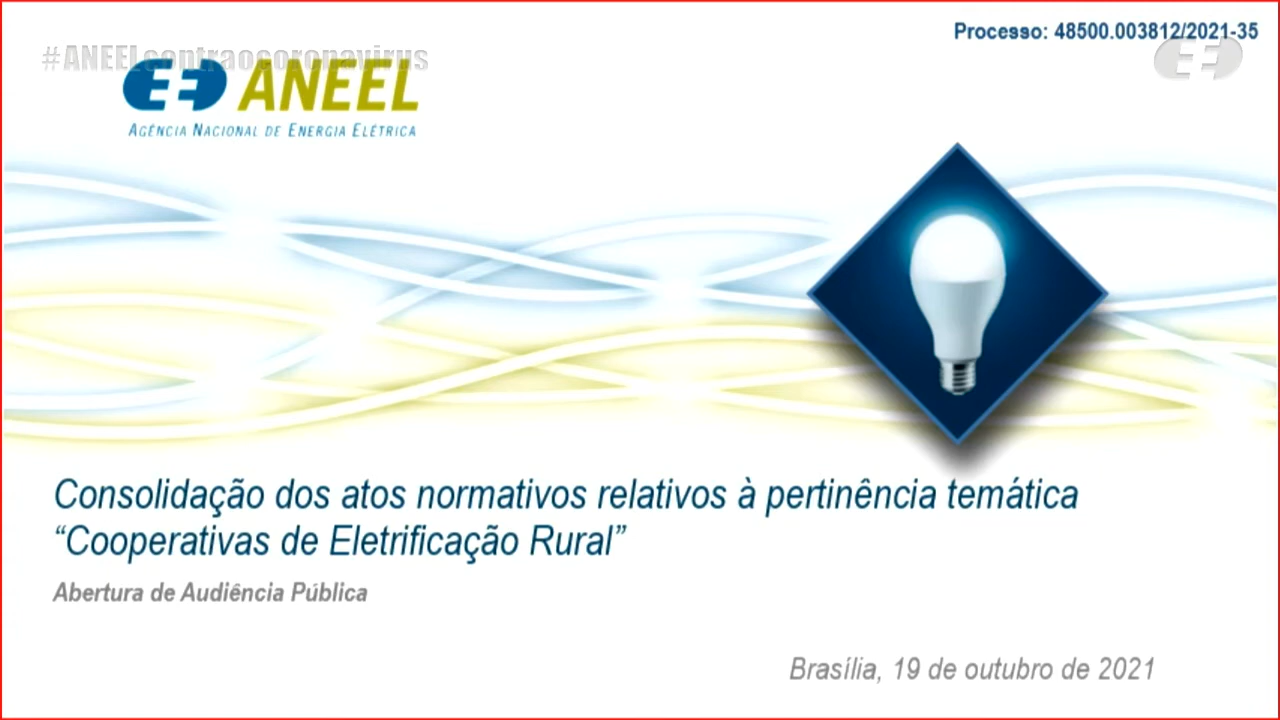 Processo: 48500.003812/2021-35
#ANEELcontraocoronavirus
ANEEL
AGÊNCIA NACIONAL DE ENERGIA ELÉTRICA
Consolidação dos atos normativos relativos à pertinência temática
“Cooperativas de Eletrificação Rural”
Abertura de Audiência Pública
Brasília, 19 de outubro de 2021